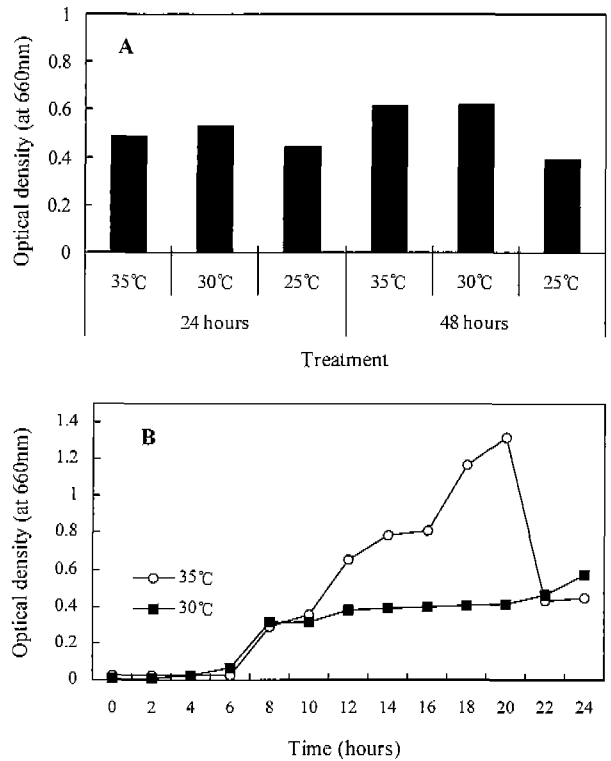 A
Optical density (at 660nm)
1
0.8
0.6
0.4
0.2
0
35℃ 30℃ 25℃ 35℃ 30℃ 25℃
24 hours 48 hours
Treatment
B
Optical density (at 660nm)
1.4
1.2
1
0.8
0.6
0.4
0.2
0
35℃
30℃
0 2 4 6 8 10 12 14 16 18 20 22 24
Time (hours)